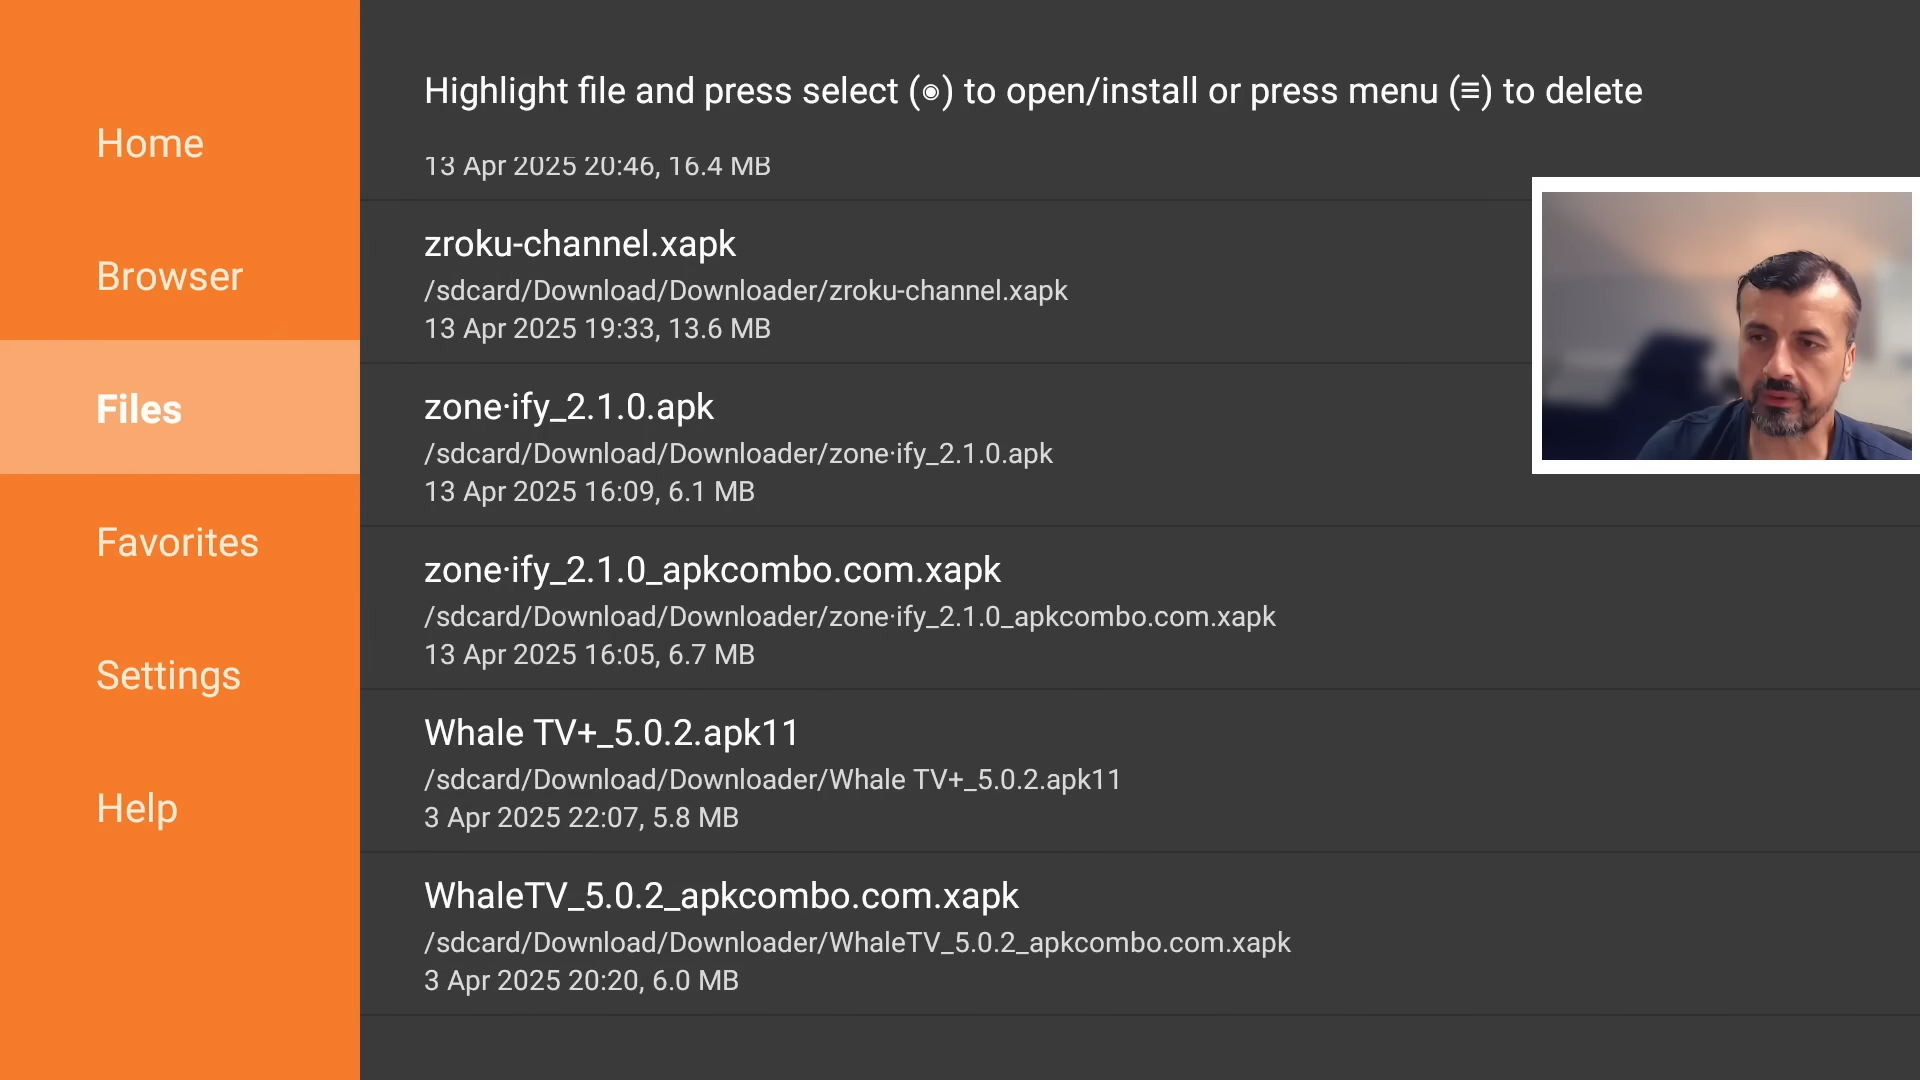 Home
Browser
Files
Favorites
Settings
Help
Highlight file and press select (◉) to open/install or press menu (≡) to delete
13 Apr 2025 20:46, 16.4 MB
zroku-channel.xapk
/sdcard/Download/Downloader/zroku-channel.xapk
13 Apr 2025 19:33, 13.6 MB
zone·ify_2.1.0.apk
/sdcard/Download/Downloader/zone·ify_2.1.0.apk
13 Apr 2025 16:09, 6.1 MB
zone·ify_2.1.0_apkcombo.com.xapk
/sdcard/Download/Downloader/zone·ify_2.1.0_apkcombo.com.xapk
13 Apr 2025 16:05, 6.7 MB
Whale TV+_5.0.2.apk11
/sdcard/Download/Downloader/Whale TV+_5.0.2.apk11
3 Apr 2025 22:07, 5.8 MB
WhaleTV_5.0.2_apkcombo.com.xapk
/sdcard/Download/Downloader/WhaleTV_5.0.2_apkcombo.com.xapk
3 Apr 2025 20:20, 6.0 MB